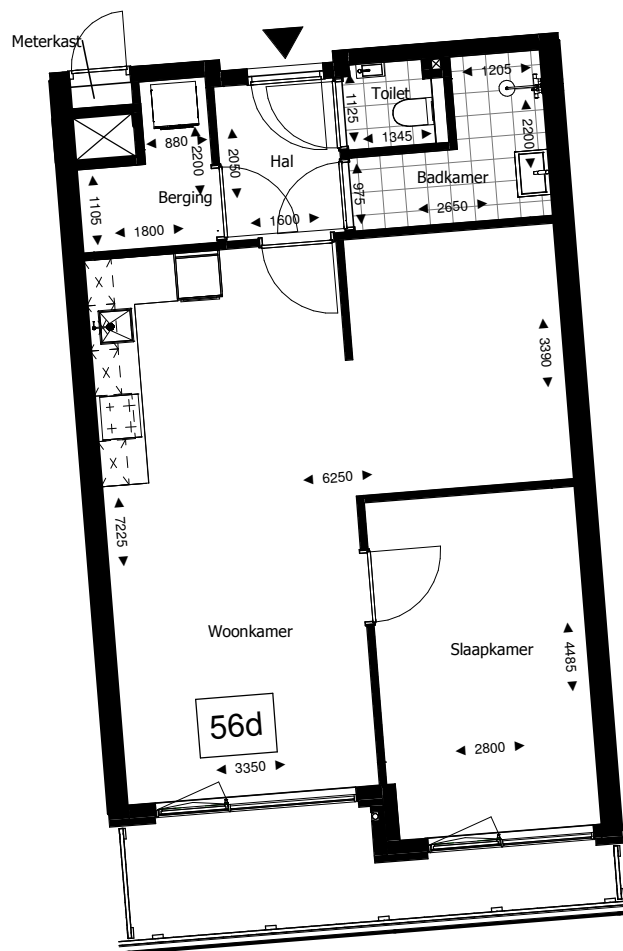 Meterkast
Toilet
1205
1125
880
2200
2050
1345
2200
Hal
Badkamer
975
1105
Berging
2650
1800
1600
3390
6250
7225
Woonkamer
Slaapkamer
4485
56d
2800
3350